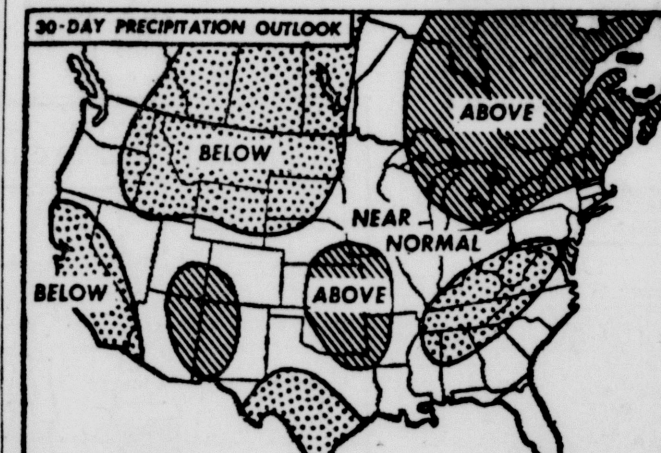 30-DAY PRECIPITATION OUTLOOK
ABOVE
BELOW
NEAR
NORMAL
BELOW
ABOVE